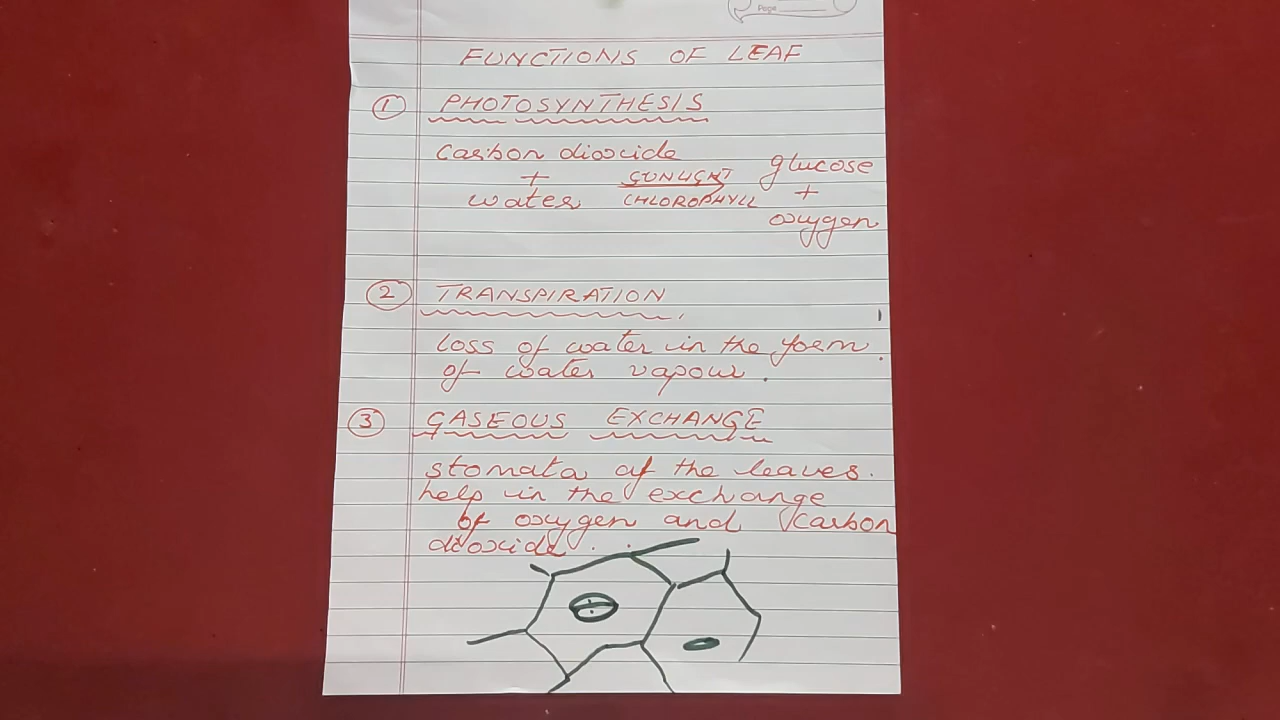 Page
FUNCTIONS OF LEAF
1 PHOTOSYNTHESIS
Carbon dioxide
+
water
SUNLIGHT
CHLOROPHYLL
glucose
+
oxygen
2 TRANSPIRATION
loss of water in the form
of water vapour.
3 GASEOUS EXCHANGE
stomata of the leaves.
help in the exchange
of oxygen and carbon
dioxide.